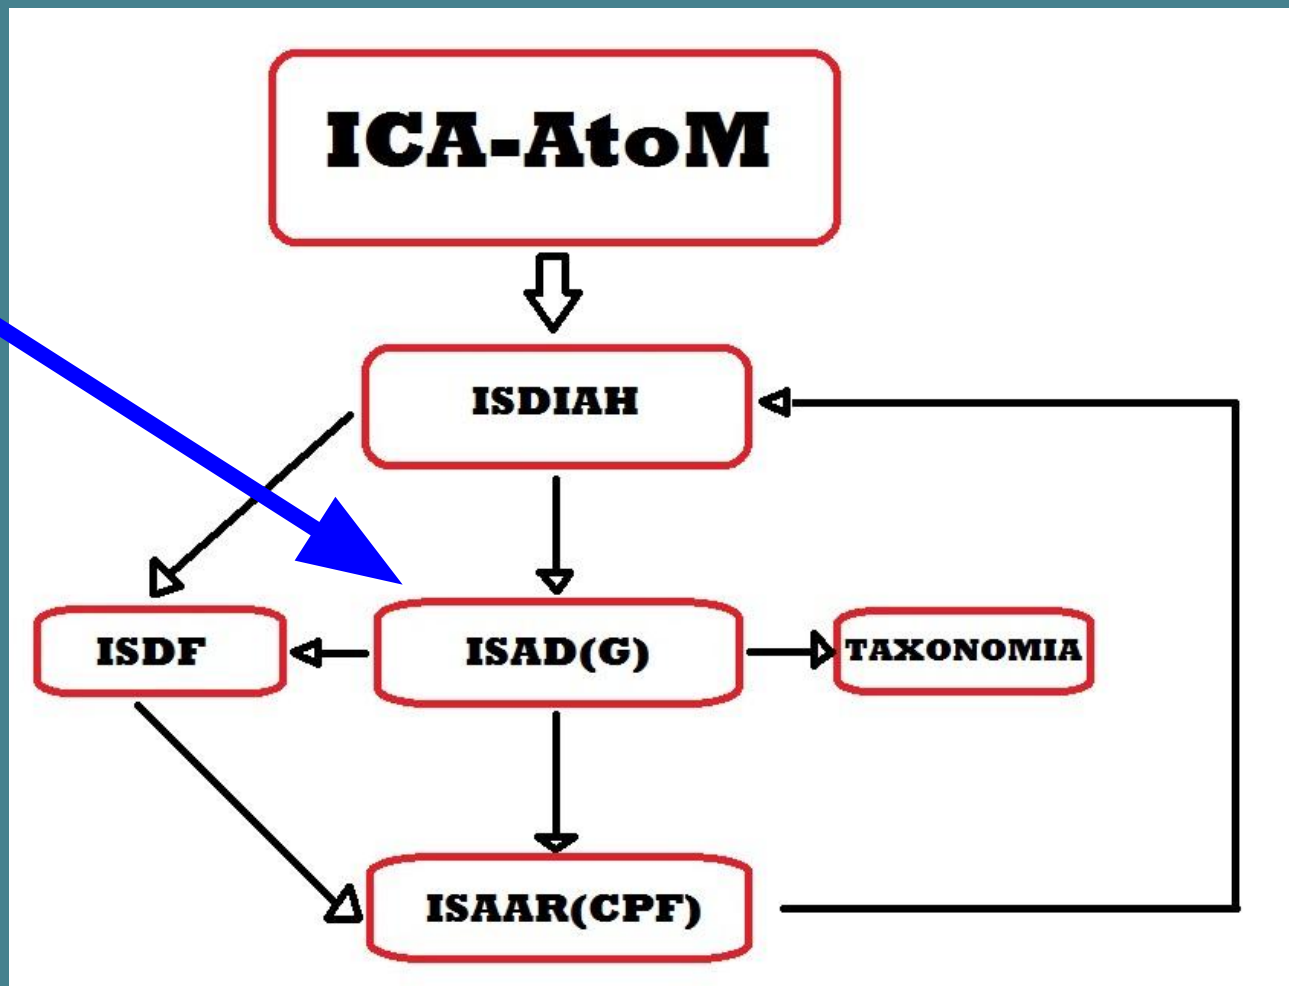 ICA-AtoM
ISDIAH
ISDF
ISAD(G)
TAXONOMIA
ISAAR(CPF)